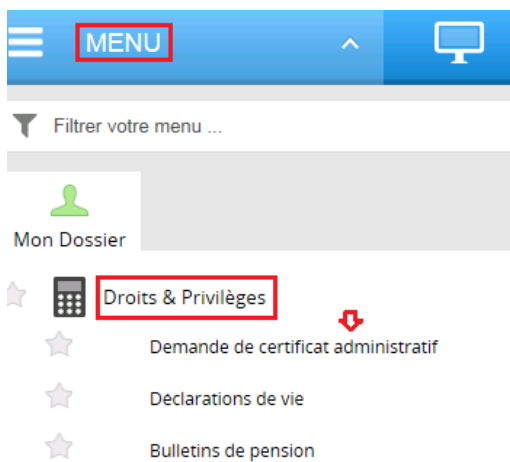 MENU
Filtrer votre menu ...
Mon Dossier
Droits & Privilèges
Demande de certificat administratif
Déclarations de vie
Bulletins de pension